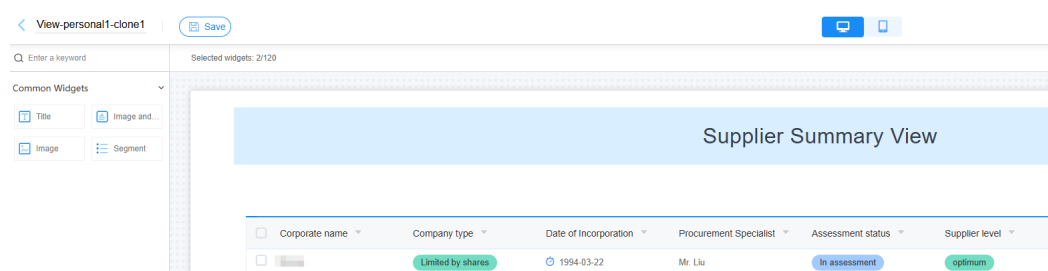 View-personal1-clone1 Save
Enter a keyword Selected widgets: 2/120
Common Widgets
Title Image and...
Image Segment
Supplier Summary View
Corporate name Company type Date of Incorporation Procurement Specialist Assessment status Supplier level
Limited by shares 1994-03-22 Mr. Liu In assessment optimum